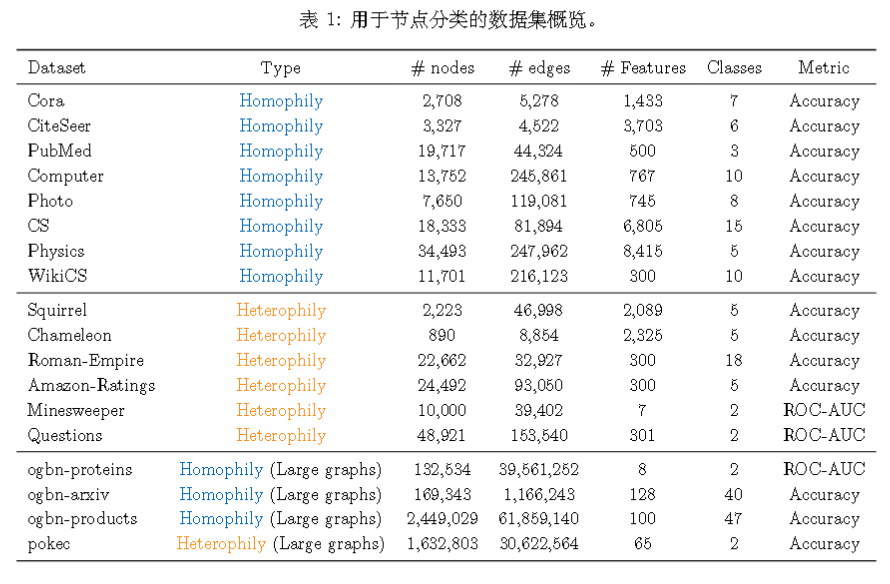 表 1: 用于节点分类的数据集概览。
Dataset Type # nodes # edges # Features Classes Metric
Cora Homophily 2,708 5,278 1,433 7 Accuracy
CiteSeer Homophily 3,327 4,522 3,703 6 Accuracy
PubMed Homophily 19,717 44,324 500 3 Accuracy
Computer Homophily 13,752 245,861 767 10 Accuracy
Photo Homophily 7,650 119,081 745 8 Accuracy
CS Homophily 18,333 81,894 6,805 15 Accuracy
Physics Homophily 34,493 247,962 8,415 5 Accuracy
WikiCS Homophily 11,701 216,123 300 10 Accuracy
Squirrel Heterophily 2,223 46,998 2,089 5 Accuracy
Chameleon Heterophily 890 8,854 2,325 5 Accuracy
Roman-Empire Heterophily 22,662 32,927 300 18 Accuracy
Amazon-Ratings Heterophily 24,492 93,050 300 5 Accuracy
Minesweeper Heterophily 10,000 39,402 7 2 ROC-AUC
Questions Heterophily 48,921 153,540 301 2 ROC-AUC
ogbn-proteins Homophily (Large graphs) 132,534 39,561,252 8 2 ROC-AUC
ogbn-arxiv Homophily (Large graphs) 169,343 1,166,243 128 40 Accuracy
ogbn-products Homophily (Large graphs) 2,449,029 61,859,140 100 47 Accuracy
pokec Heterophily (Large graphs) 1,632,803 30,622,564 65 2 Accuracy